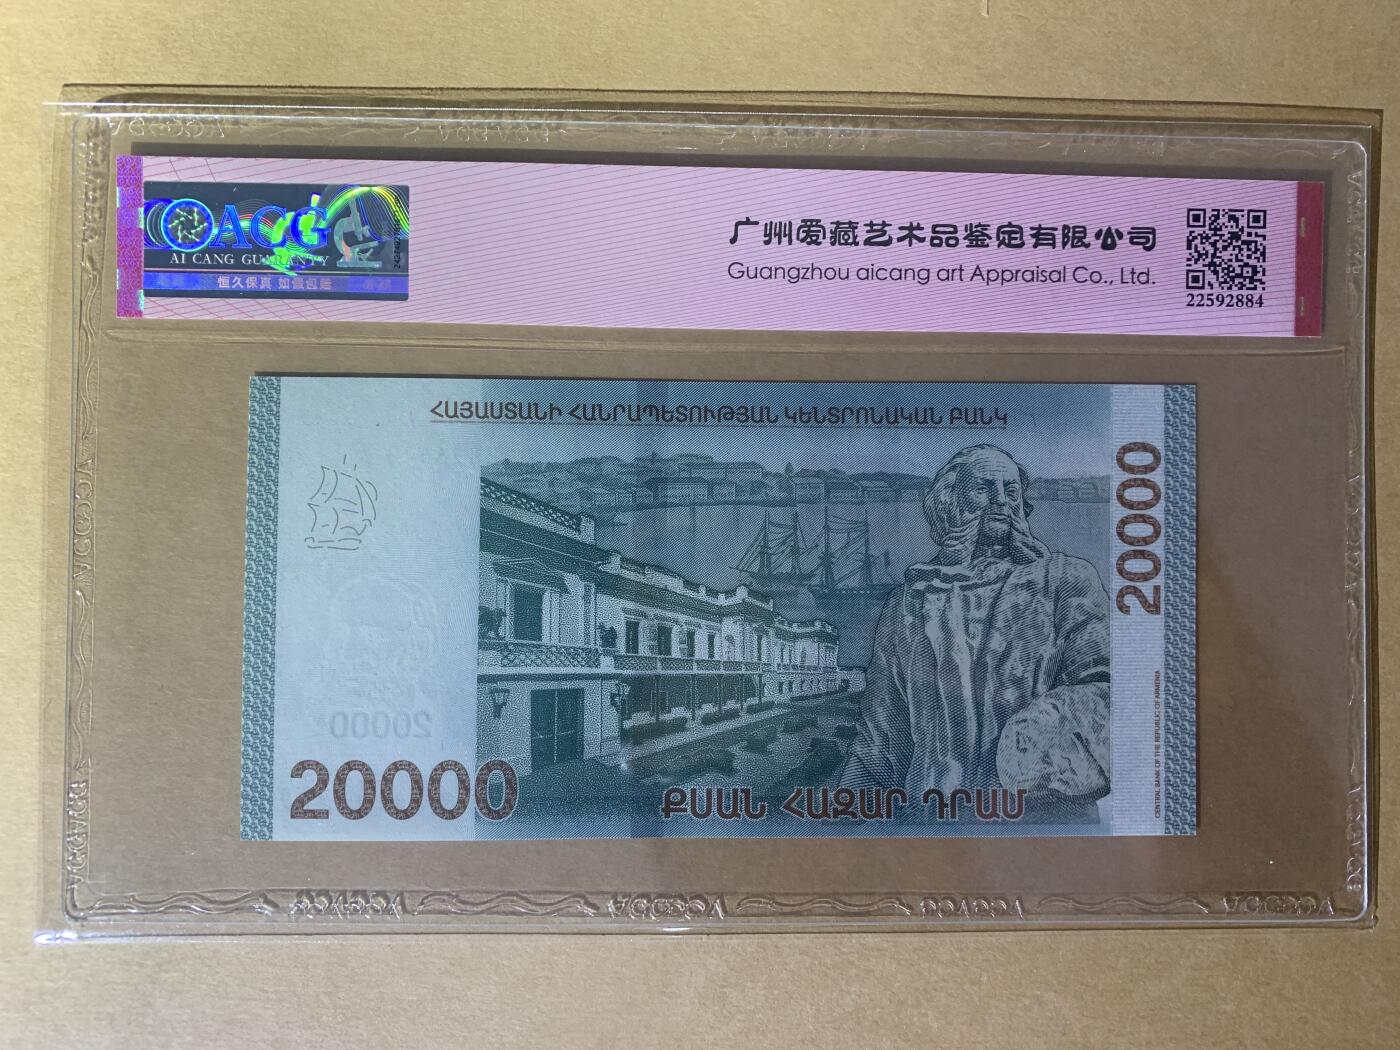 ACG
AI CANG GUARANTY
恒久保真 如假包赔
广州爱藏艺术品鉴定有限公司
Guangzhou aicang art Appraisal Co., Ltd.
22592884
ՀԱՅԱՍՏԱՆԻ ՀԱՆՐԱՊԵՏՈՒԹՅԱՆ ԿԵՆՏՐՈՆԱԿԱՆ ԲԱՆԿ
20000
CENTRAL BANK OF THE REPUBLIC OF ARMENIA
20000
20000
ՔՍԱՆ ՀԱԶԱՐ ԴՐԱՄ